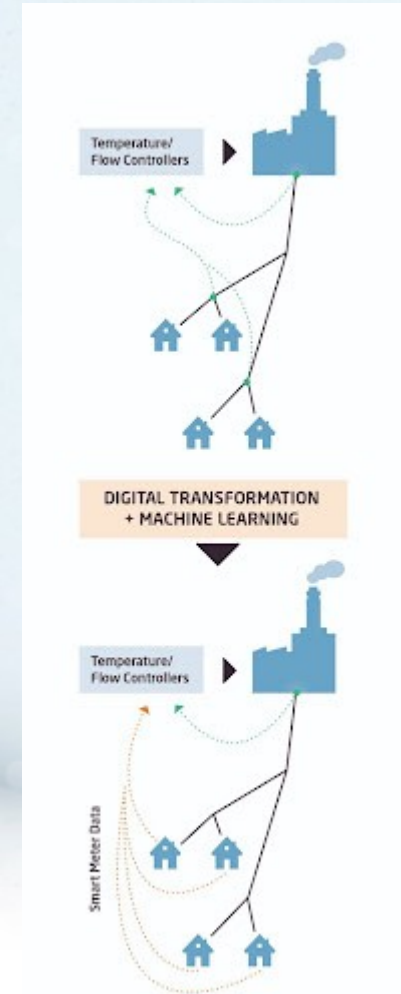 Temperature/
Flow Controllers
DIGITAL TRANSFORMATION
+ MACHINE LEARNING
Temperature/
Flow Controllers
Smart Meter Data